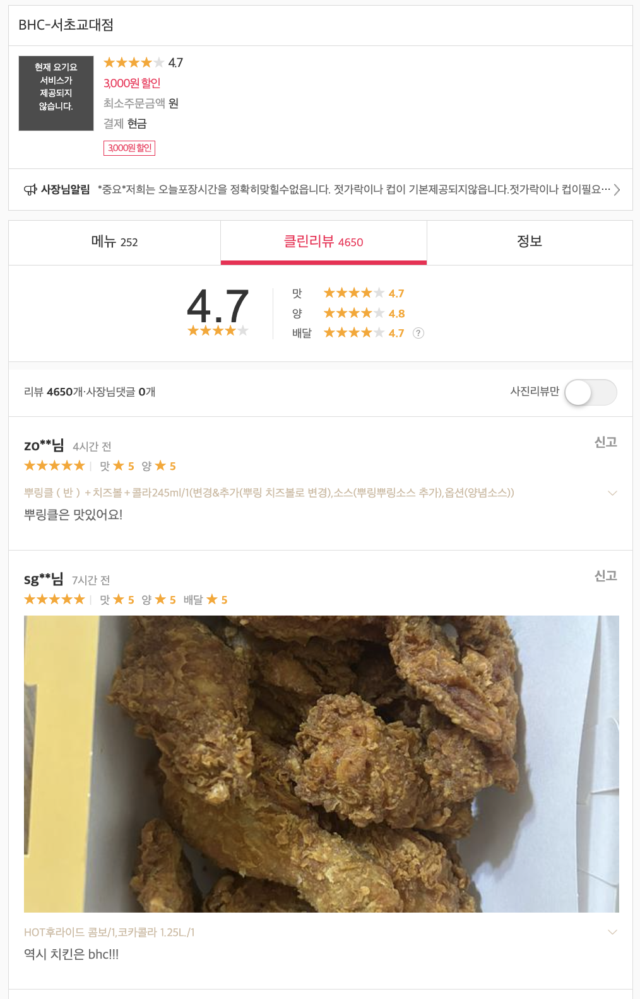 BHC-서초교대점
현재 요기요
서비스가
제공되지
않습니다.
4.7
3,000원 할인
최소주문금액 원
결제 현금
3,000원 할인
사장님알림 *중요*저희는 오늘포장시간을 정확히맞힐수없읍니다. 젓가락이나 컵이 기본제공되지않읍니다.젓가락이나 컵이필요…
메뉴 252
클린리뷰 4650
정보
4.7
맛 4.7
양 4.8
배달 4.7 ?
리뷰 4650개·사장님댓글 0개
사진리뷰만
zo**님 4시간 전
신고
맛 ★ 5 양 ★ 5
뿌링클 ( 반 ) + 치즈볼 + 콜라245ml/1(변경&추가(뿌링 치즈볼로 변경),소스(뿌링뿌링소스 추가),옵션(양념소스))
뿌링클은 맛있어요!
sg**님 7시간 전
신고
맛 ★ 5 양 ★ 5 배달 ★ 5
HOT후라이드 콤보/1,코카콜라 1.25L./1
역시 치킨은 bhc!!!